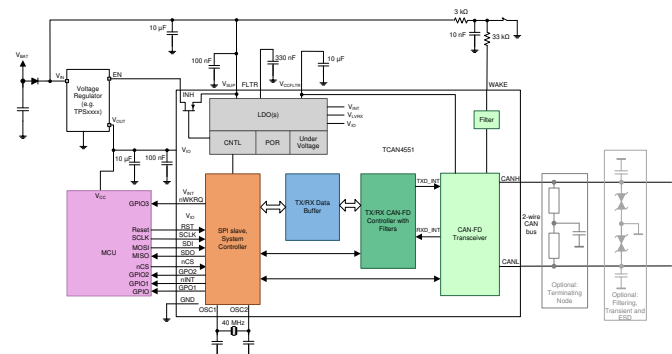 3 kΩ
10 µF
10 nF
33 kΩ
100 nF
330 nF
10 µF
VBAT
VIN
EN
Voltage
Regulator
(e.g.
TPSxxxx)
VOUT
INH
VSUP
FLTR
VCCFLTR
WAKE
LDO(s)
VINT
VLVRX
VIO
Filter
CNTL
POR
Under
Voltage
TCAN4551
10 µF
100 nF
VIO
VCC
VINT
nWKRQ
VIO
GPIO3
MCU
Reset
RST
SCLK
SCLK
MOSI
SDI
MISO
SDO
nCS
nCS
GPIO2
GPO2
GPIO1
nINT
GPIO
GPO1
GND
SPI slave,
System
Controller
TX/RX Data
Buffer
TX/RX CAN-FD
Controller with
Filters
TXD_INT
RXD_INT
CAN-FD
Transceiver
CANH
2-wire
CAN
bus
CANL
Optional:
Terminating
Node
Optional:
Filtering,
Transient and
ESD
OSC1
OSC2
40 MHz